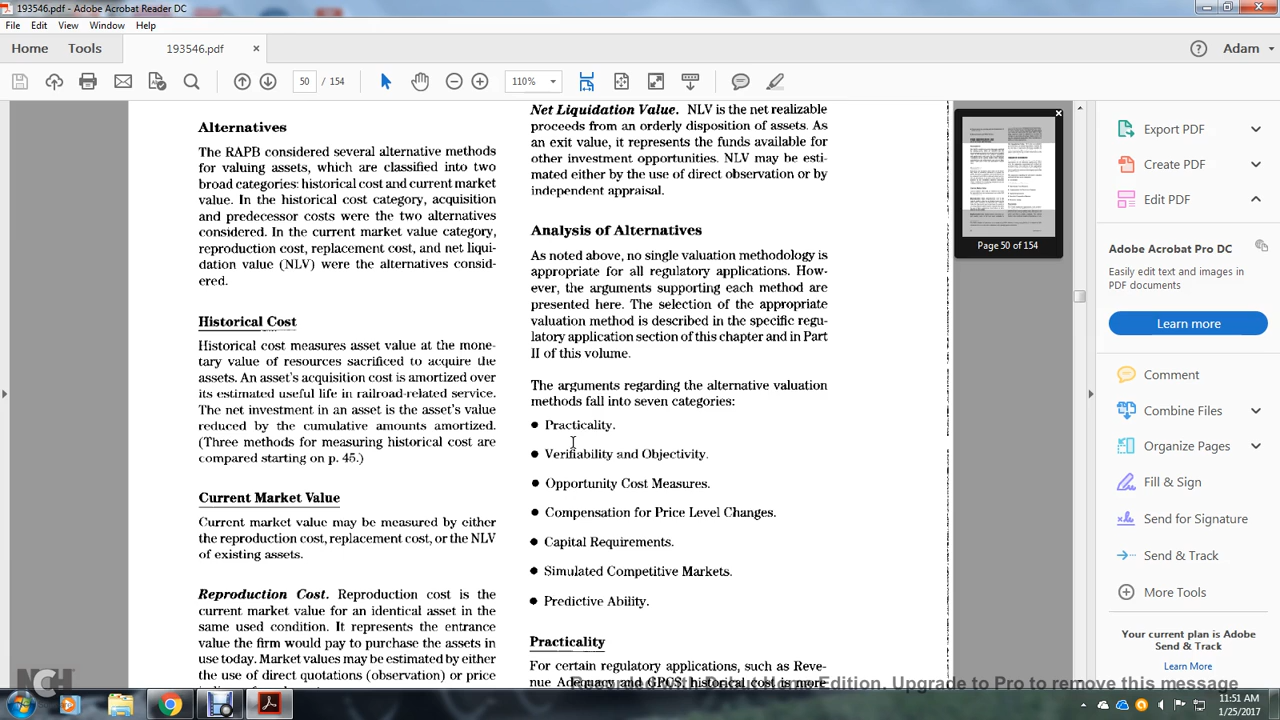 193546.pdf - Adobe Acrobat Reader DC
File Edit View Window Help
Home Tools 193546.pdf × Adam
50 / 154 110%
Alternatives
The RAPB considered several alternative methods
for valuing assets, which are classified into two
broad categories: historical cost and current market
value. In the historical cost category, acquisition
and predecessor costs were the two alternatives
considered. In the current market value category,
reproduction cost, replacement cost, and net liqui-
dation value (NLV) were the alternatives consid-
ered.
Historical Cost
Historical cost measures asset value at the mone-
tary value of resources sacrificed to acquire the
assets. An asset's acquisition cost is amortized over
its estimated useful life in railroad-related service.
The net investment in an asset is the asset's value
reduced by the cumulative amounts amortized.
(Three methods for measuring historical cost are
compared starting on p. 45.)
Current Market Value
Current market value may be measured by either
the reproduction cost, replacement cost, or the NLV
of existing assets.
Reproduction Cost. Reproduction cost is the
current market value for an identical asset in the
same used condition. It represents the entrance
value the firm would pay to purchase the assets in
use today. Market values may be estimated by either
the use of direct quotations (observation) or price
Net Liquidation Value. NLV is the net realizable
proceeds from an orderly disposition of assets. As
an exit value, it represents the funds available for
other investment opportunities. NLV may be esti-
mated either by the use of direct observation or by
independent appraisal.
Analysis of Alternatives
As noted above, no single valuation methodology is
appropriate for all regulatory applications. How-
ever, the arguments supporting each method are
presented here. The selection of the appropriate
valuation method is described in the specific regu-
latory application section of this chapter and in Part
II of this volume.
The arguments regarding the alternative valuation
methods fall into seven categories:
● Practicality.
● Verifiability and Objectivity.
● Opportunity Cost Measures.
● Compensation for Price Level Changes.
● Capital Requirements.
● Simulated Competitive Markets.
● Predictive Ability.
Practicality
For certain regulatory applications, such as Reve-
nue Adequacy and GPCS, historical cost is more
Page 50 of 154
Export PDF
Create PDF
Edit PDF
Adobe Acrobat Pro DC
Easily edit text and images in
PDF documents
Learn more
Comment
Combine Files
Organize Pages
Fill & Sign
Send for Signature
Send & Track
More Tools
Your current plan is Adobe
Send & Track
Learn More
NCH
Home Edition. Upgrade to Pro to remove this message
11:51 AM
1/25/2017